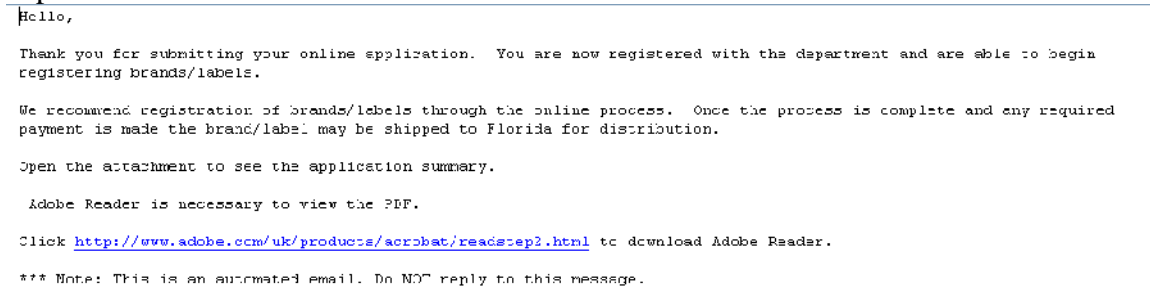 Hello,
Thank you for submitting your online application. You are now registered with the department and are able to begin
registering brands/labels.
We recommend registration of brands/labels through the online process. Once the process is complete and any required
payment is made the brand/label may be shipped to Florida for distribution.
Open the attachment to see the application summary.
Adobe Reader is necessary to view the PDF.
Click http://www.adobe.com/uk/products/acrobat/readstep2.html to download Adobe Reader.
*** Note: This is an automated email. Do NOT reply to this message.